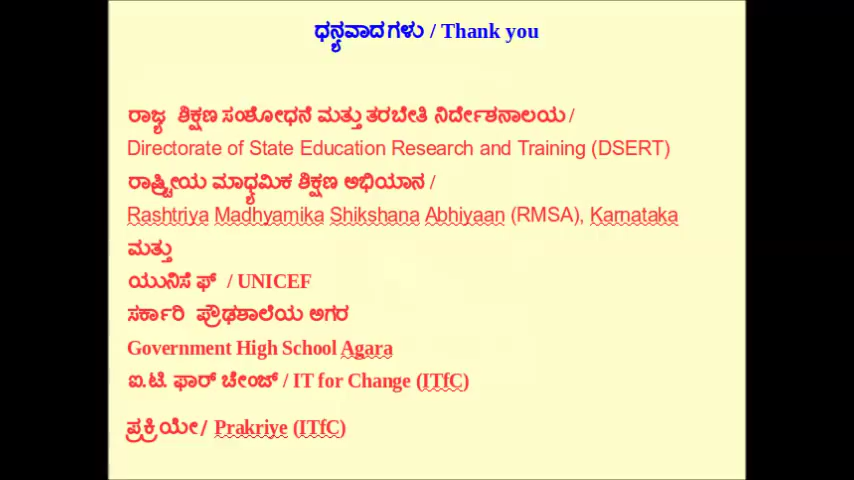 ಧನ್ಯವಾದಗಳು / Thank you
ರಾಜ್ಯ ಶಿಕ್ಷಣ ಸಂಶೋಧನೆ ಮತ್ತು ತರಬೇತಿ ನಿರ್ದೇಶನಾಲಯ /
Directorate of State Education Research and Training (DSERT)
ರಾಷ್ಟ್ರೀಯ ಮಾಧ್ಯಮಿಕ ಶಿಕ್ಷಣ ಅಭಿಯಾನ /
Rashtriya Madhyamika Shikshana Abhiyaan (RMSA), Karnataka
ಮತ್ತು
ಯುನಿಸೆಫ್ / UNICEF
ಸರ್ಕಾರಿ ಪ್ರೌಢಶಾಲೆಯ ಅಗರ
Government High School Agara
ಐ.ಟಿ. ಫಾರ್ ಚೇಂಜ್ / IT for Change (ITfC)
ಪ್ರಕ್ರಿಯೇ/ Prakriye (ITfC)